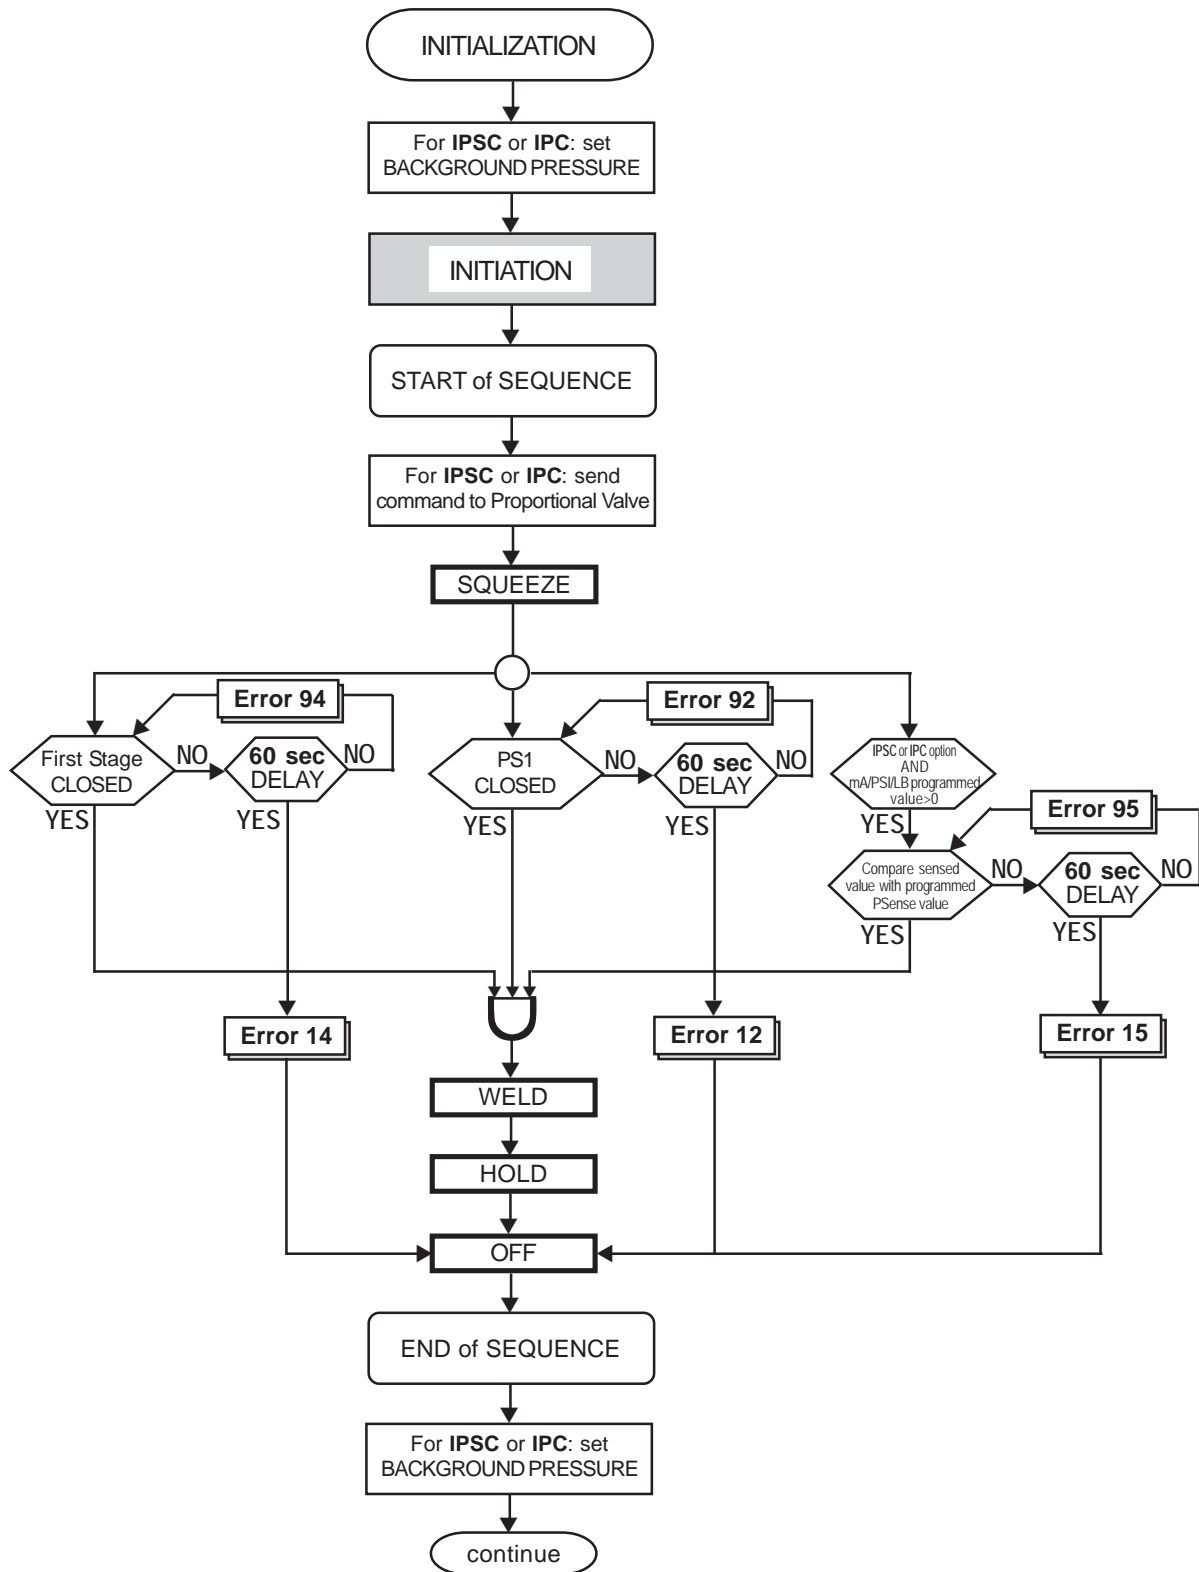 INITIALIZATION
For IPSC or IPC: set
BACKGROUND PRESSURE
INITIATION
START of SEQUENCE
For IPSC or IPC: send
command to Proportional Valve
SQUEEZE
Error 94
First Stage
CLOSED
NO
60 sec
DELAY
NO
YES
YES
Error 92
PS1
CLOSED
NO
60 sec
DELAY
NO
YES
YES
IPSC or IPC option
AND
mA/PSI/LB programmed
value>0
YES
Error 95
Compare sensed
value with programmed
PSense value
NO
60 sec
DELAY
NO
YES
YES
Error 14
Error 12
Error 15
WELD
HOLD
OFF
END of SEQUENCE
For IPSC or IPC: set
BACKGROUND PRESSURE
continue